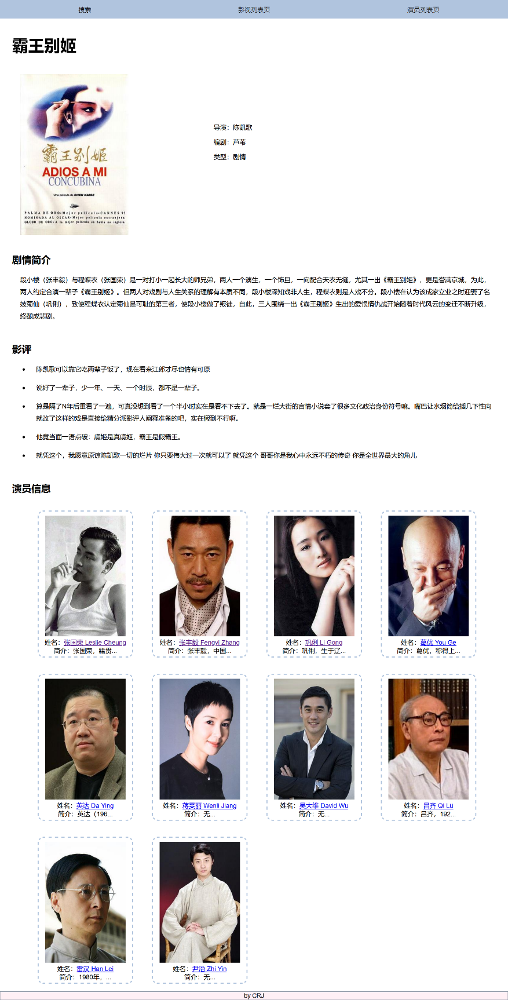 搜索 影视列表页 演员列表页
霸王别姬
霸王别姬
ADIOS A MI
CONCUBINA
Una película de CHEN KAIGE
PALMA DE ORO•Mejor película•CANNES 93
NOMINADA AL OSCAR•Mejor película extranjera.
GLOBO DE ORO•A la mejor película en habla no inglesa.
导演：陈凯歌
编剧：芦苇
类型：剧情
剧情简介
段小楼（张丰毅）与程蝶衣（张国荣）是一对打小一起长大的师兄弟，两人一个演生，一个饰旦，一向配合天衣无缝，尤其一出《霸王别姬》，更是誉满京城，为此，
两人约定合演一辈子《霸王别姬》。但两人对戏剧与人生关系的理解有本质不同，段小楼深知戏非人生，程蝶衣则是人戏不分。段小楼在认为该成家立业之时迎娶了名
妓菊仙（巩俐），致使程蝶衣认定菊仙是可耻的第三者，使段小楼做了叛徒，自此，三人围绕一出《霸王别姬》生出的爱恨情仇战开始随着时代风云的变迁不断升级，
终酿成悲剧。
影评
• 陈凯歌可以靠它吃两辈子饭了，现在看来江郎才尽也情有可原
• 说好了一辈子，少一年、一天、一个时辰，都不是一辈子。
• 算是隔了N年后重看了一遍，可真没想到看了一个半小时实在是看不下去了。就是一烂大街的言情小说套了很多文化政治身份符号嘛。嘴巴让水烟筒给插几下性向
就改了这样的戏是直接给精分派影评人阐释准备的吧，实在假到不行啊。
• 他竟当面一语点破：虞姬是真虞姬，霸王是假霸王。
• 就凭这个，我愿意原谅陈凯歌一切的烂片 你只要伟大过一次就可以了 就凭这个 哥哥你是我心中永远不朽的传奇 你是全世界最大的角儿
演员信息
姓名：张国荣 Leslie Cheung
简介：张国荣，籍贯...
姓名：张丰毅 Fengyi Zhang
简介：张丰毅，中国...
姓名：巩俐 Li Gong
简介：巩俐，生于辽...
姓名：葛优 You Ge
简介：葛优，称得上...
姓名：英达 Da Ying
简介：英达（196...
姓名：蒋雯丽 Wenli Jiang
简介：无...
姓名：吴大维 David Wu
简介：无...
姓名：吕齐 Qi Lü
简介：吕齐，192...
姓名：雷汉 Han Lei
简介：1980年，...
姓名：尹治 Zhi Yin
简介：无...
by CRJ